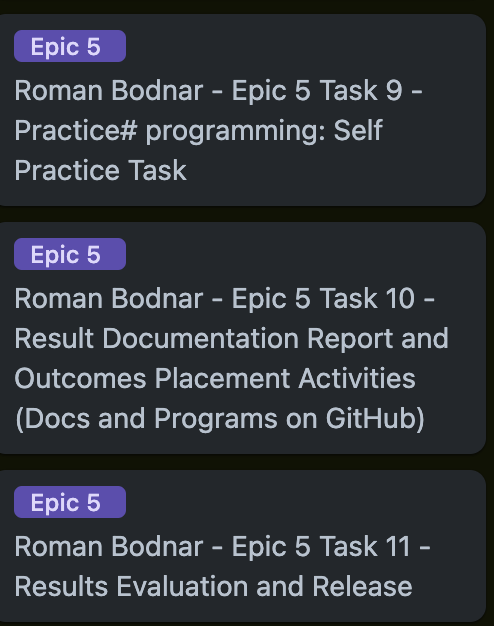 Epic 5
Roman Bodnar - Epic 5 Task 9 -
Practice# programming: Self
Practice Task
Epic 5
Roman Bodnar - Epic 5 Task 10 -
Result Documentation Report and
Outcomes Placement Activities
(Docs and Programs on GitHub)
Epic 5
Roman Bodnar - Epic 5 Task 11 -
Results Evaluation and Release